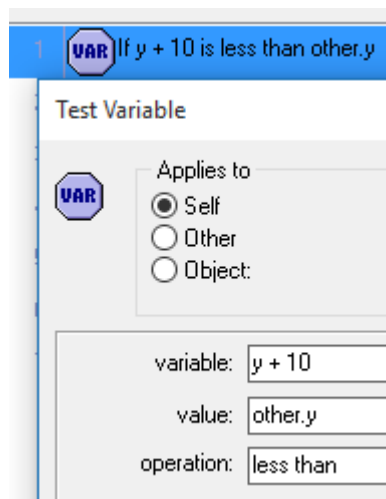 1 VAR If y + 10 is less than other.y
Test Variable
VAR
Applies to
Self
Other
Object:
variable: y + 10
value: other.y
operation: less than